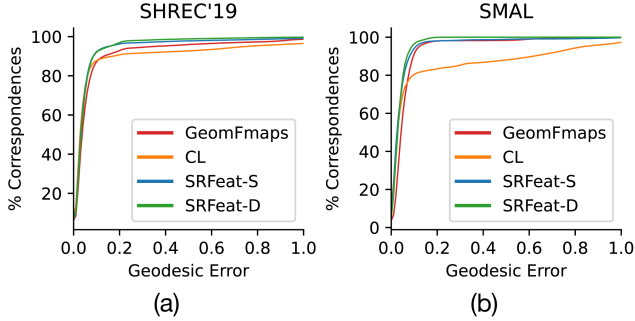 SHREC'19
% Correspondences
100
80
60
40
20
GeomFmaps
CL
SRFeat-S
SRFeat-D
0.0 0.2 0.4 0.6 0.8 1.0
Geodesic Error
(a)
SMAL
% Correspondences
100
80
60
40
20
0
GeomFmaps
CL
SRFeat-S
SRFeat-D
0.0 0.2 0.4 0.6 0.8 1.0
Geodesic Error
(b)